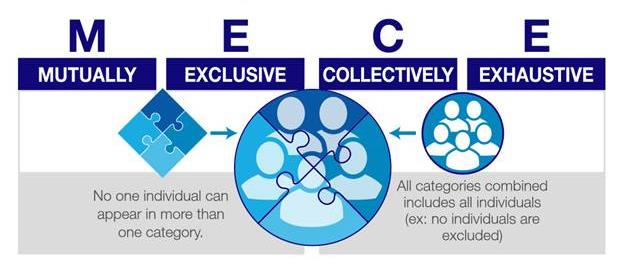 M E C E
MUTUALLY EXCLUSIVE COLLECTIVELY EXHAUSTIVE
No one individual can
appear in more than
one category.
All categories combined
includes all individuals
(ex: no individuals are
excluded)